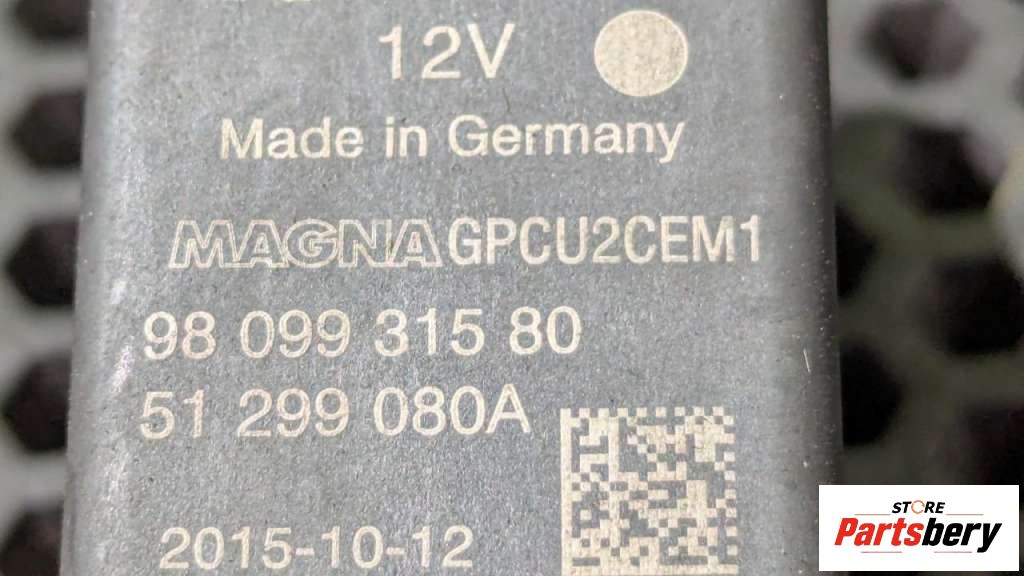 12V
Made in Germany
MAGNA GPCU2CEM1
98 099 315 80
51 299 080A
2015-10-12
STORE
Partsbery